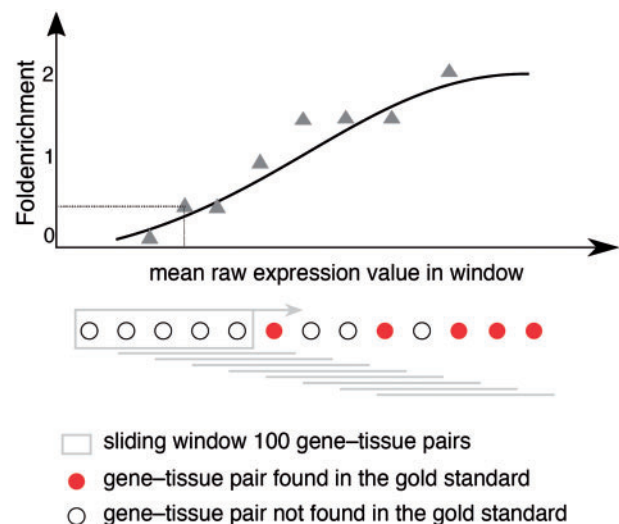 Foldenrichment
2
1
0
mean raw expression value in window
sliding window 100 gene–tissue pairs
gene–tissue pair found in the gold standard
gene–tissue pair not found in the gold standard